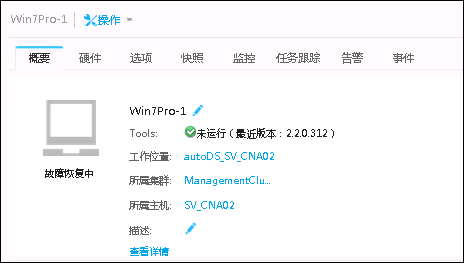 Win7Pro-1 操作
概要 硬件 选项 快照 监控 任务跟踪 告警 事件
Win7Pro-1
Tools: 未运行（最近版本：2.2.0.312）
工作位置: autoDS_SV_CNA02
故障恢复中
所属集群: ManagementClu...
所属主机: SV_CNA02
描述:
查看详情